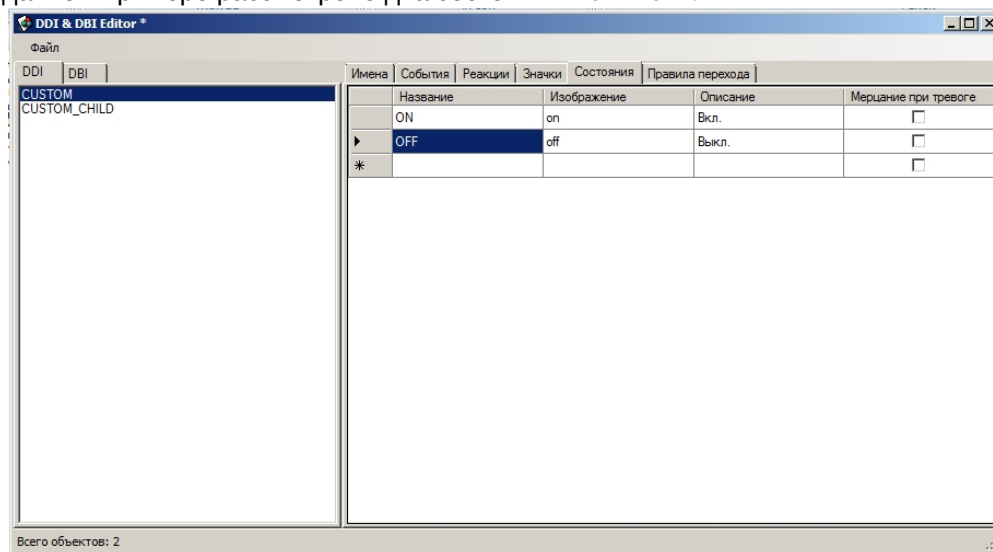 DDI & DBI Editor *
Файл
DDI DBI
Имена События Реакции Значки Состояния Правила перехода
CUSTOM
CUSTOM_CHILD
Название Изображение Описание Мерцание при тревоге
ON on Вкл.
OFF off Выкл.
Всего объектов: 2